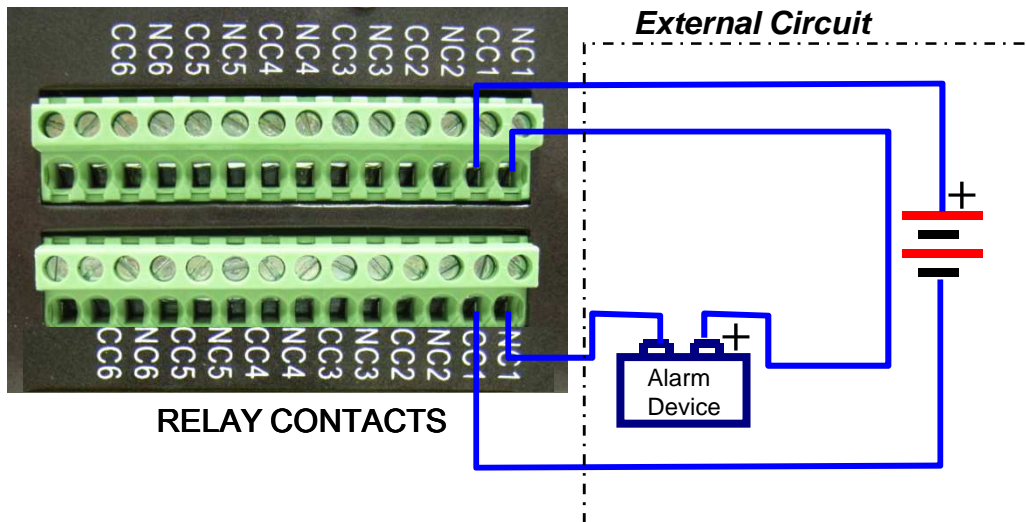 External Circuit
CC6 NC6 CC5 NC5 CC4 NC4 CC3 NC3 CC2 NC2 CC1 NC1
+
+
Alarm
Device
CC6 NC6 CC5 NC5 CC4 NC4 CC3 NC3 CC2 NC2 CC1 NC1
RELAY CONTACTS